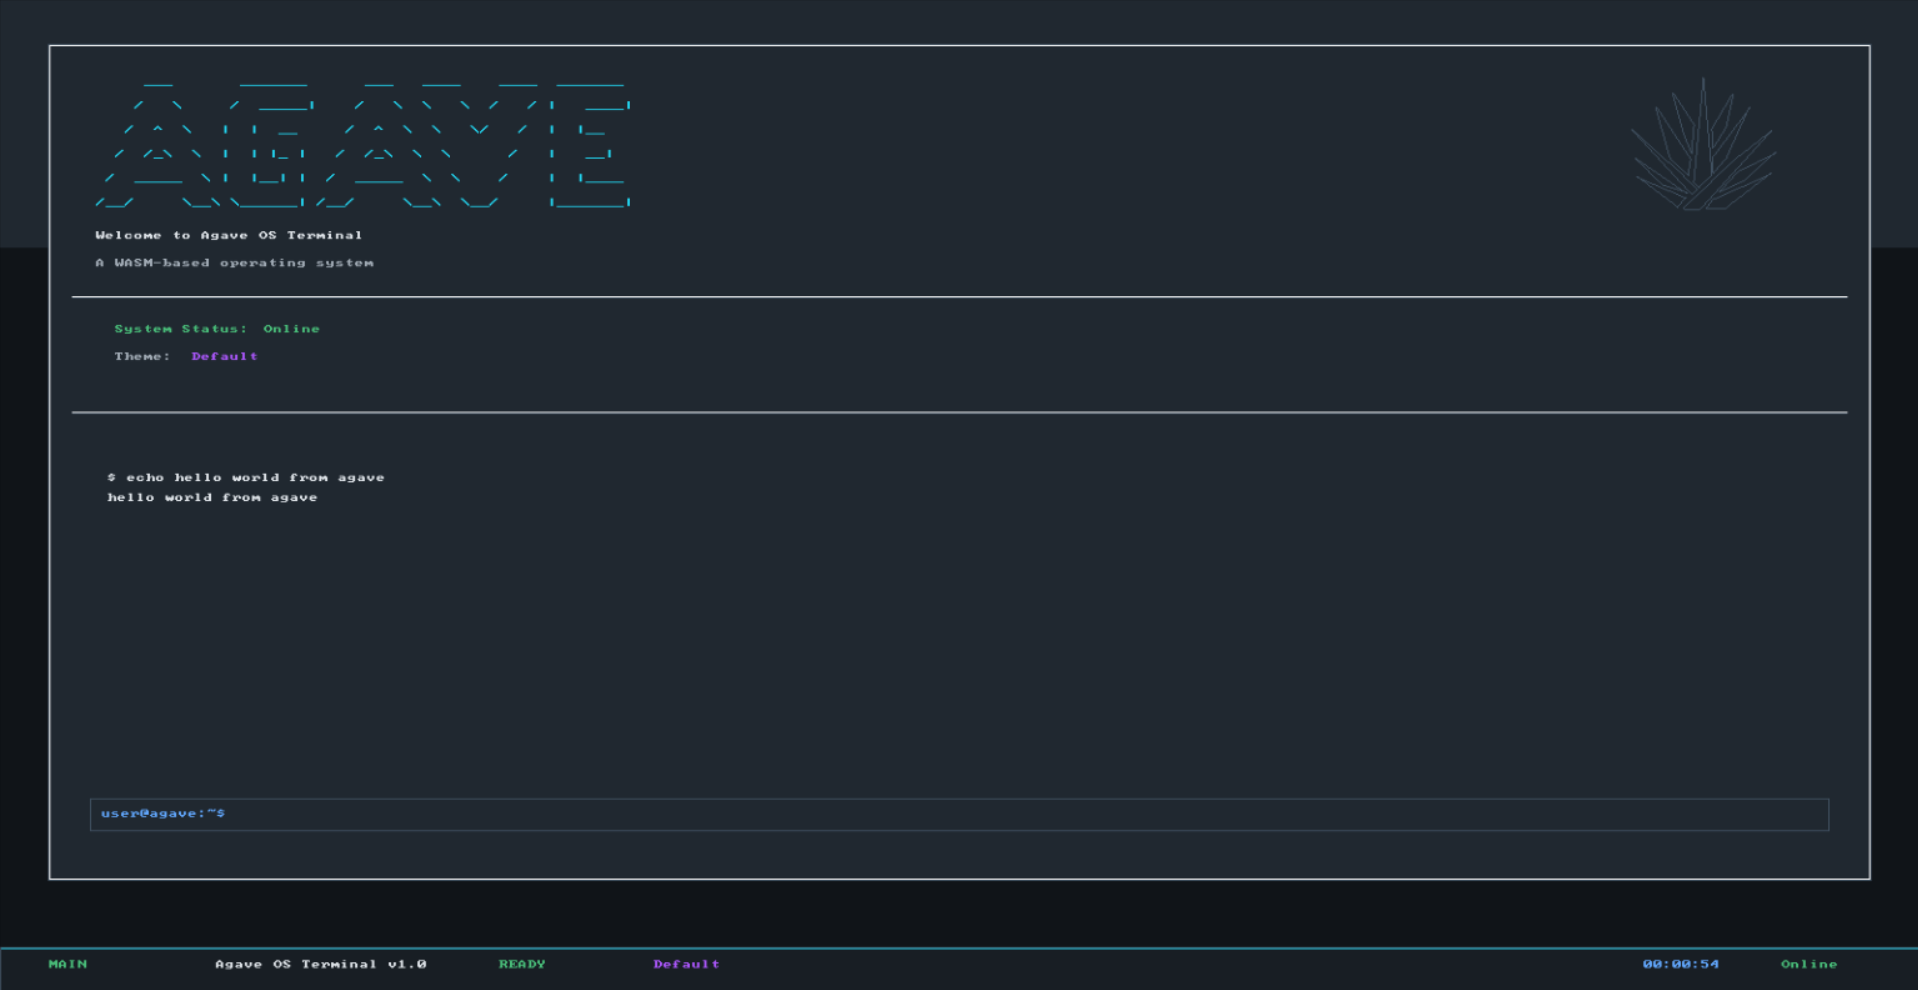 AGAVE
Welcome to Agave OS Terminal
A WASM-based operating system
System Status: Online
Theme: Default
$ echo hello world from agave
hello world from agave
user@agave:~$
MAIN Agave OS Terminal v1.0 READY Default 00:00:54 Online